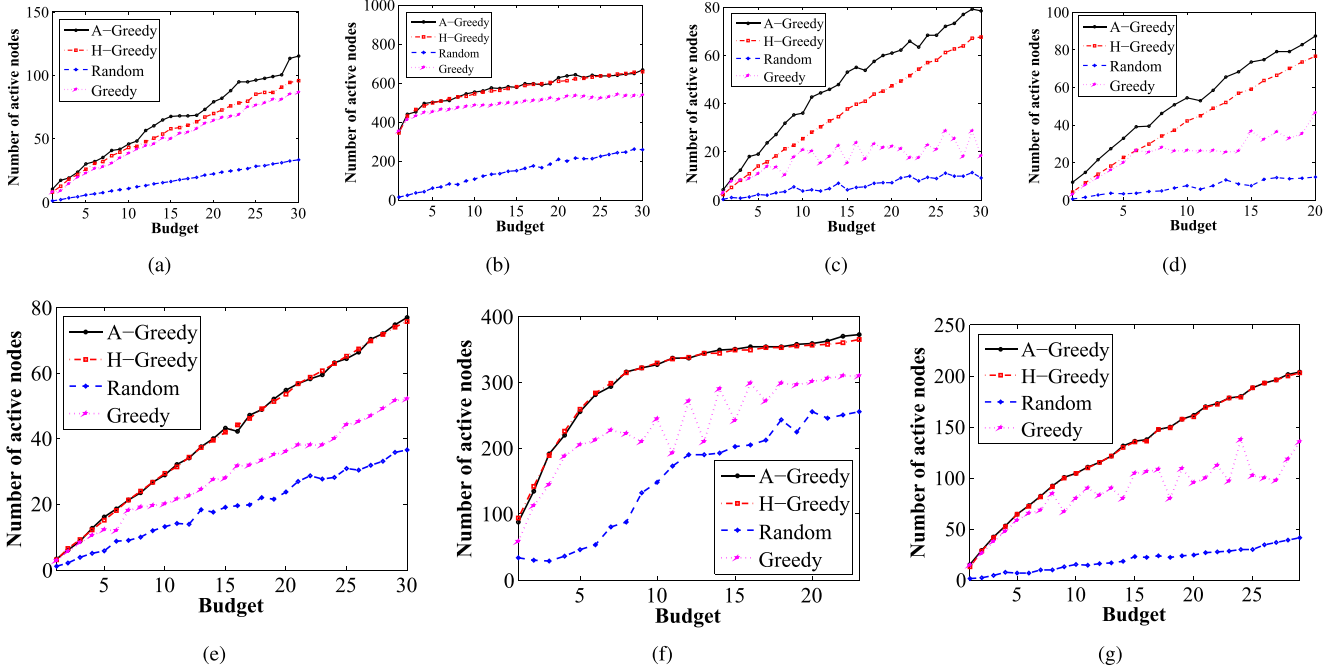 150
100
50
0
5
10
15
20
25
30
Number of active nodes
Budget
A−Greedy
H−Greedy
Random
Greedy
(a)
1000
800
600
400
200
0
5
10
15
20
25
30
Number of active nodes
Budget
A−Greedy
H−Greedy
Random
Greedy
(b)
80
60
40
20
0
5
10
15
20
25
30
Number of active nodes
Budget
A−Greedy
H−Greedy
Random
Greedy
(c)
100
80
60
40
20
0
5
10
15
20
Number of active nodes
Budget
A−Greedy
H−Greedy
Random
Greedy
(d)
80
60
40
20
0
5
10
15
20
25
30
Number of active nodes
Budget
A−Greedy
H−Greedy
Random
Greedy
(e)
400
300
200
100
0
5
10
15
20
Number of active nodes
Budget
A−Greedy
H−Greedy
Random
Greedy
(f)
250
200
150
100
50
0
5
10
15
20
25
Number of active nodes
Budget
A−Greedy
H−Greedy
Random
Greedy
(g)